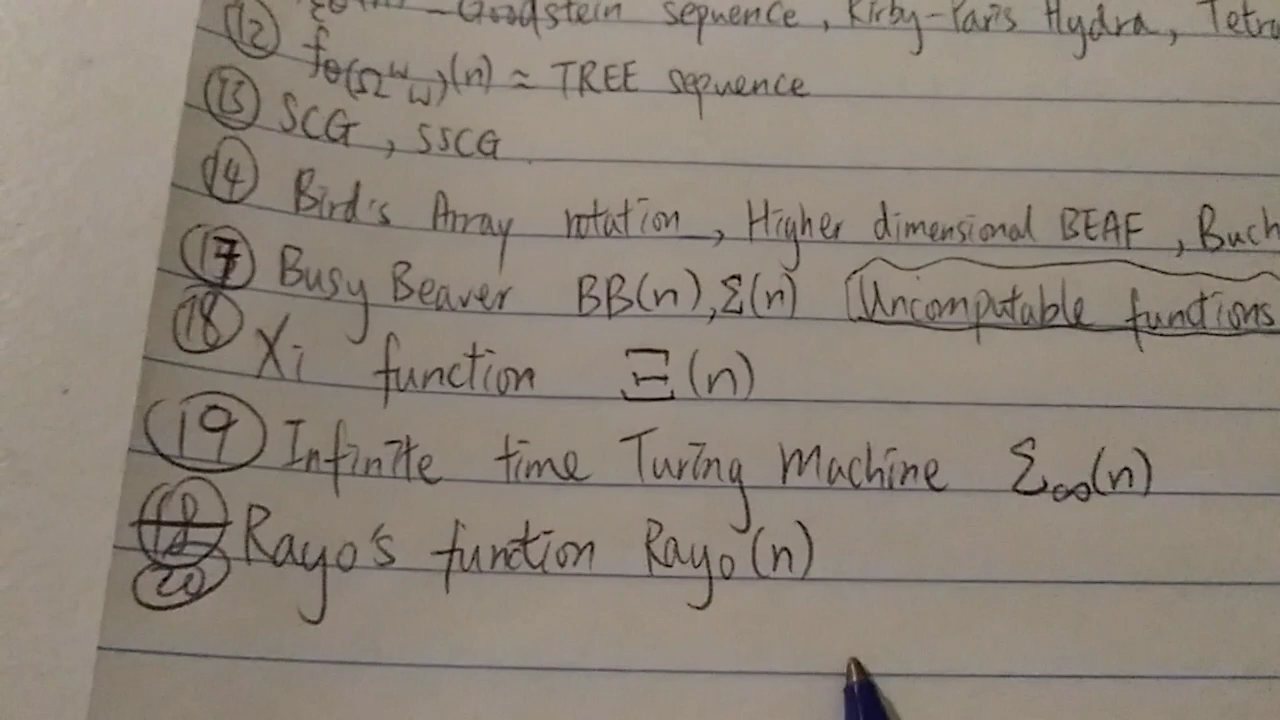 - Goodstein sequence, Kirby-Paris Hydra, Tetra
⑫ fθ(Ω^ω ω)(n) ≈ TREE sequence
⑬ SCG, SSCG
⑭ Bird's Array notation, Higher dimensional BEAF, Buch
⑰ Busy Beaver BB(n), Σ(n) Uncomputable functions
⑱ Xi function Ξ(n)
⑲ Infinite time Turing Machine Σ∞(n)
⑳ Rayo's function Rayo(n)